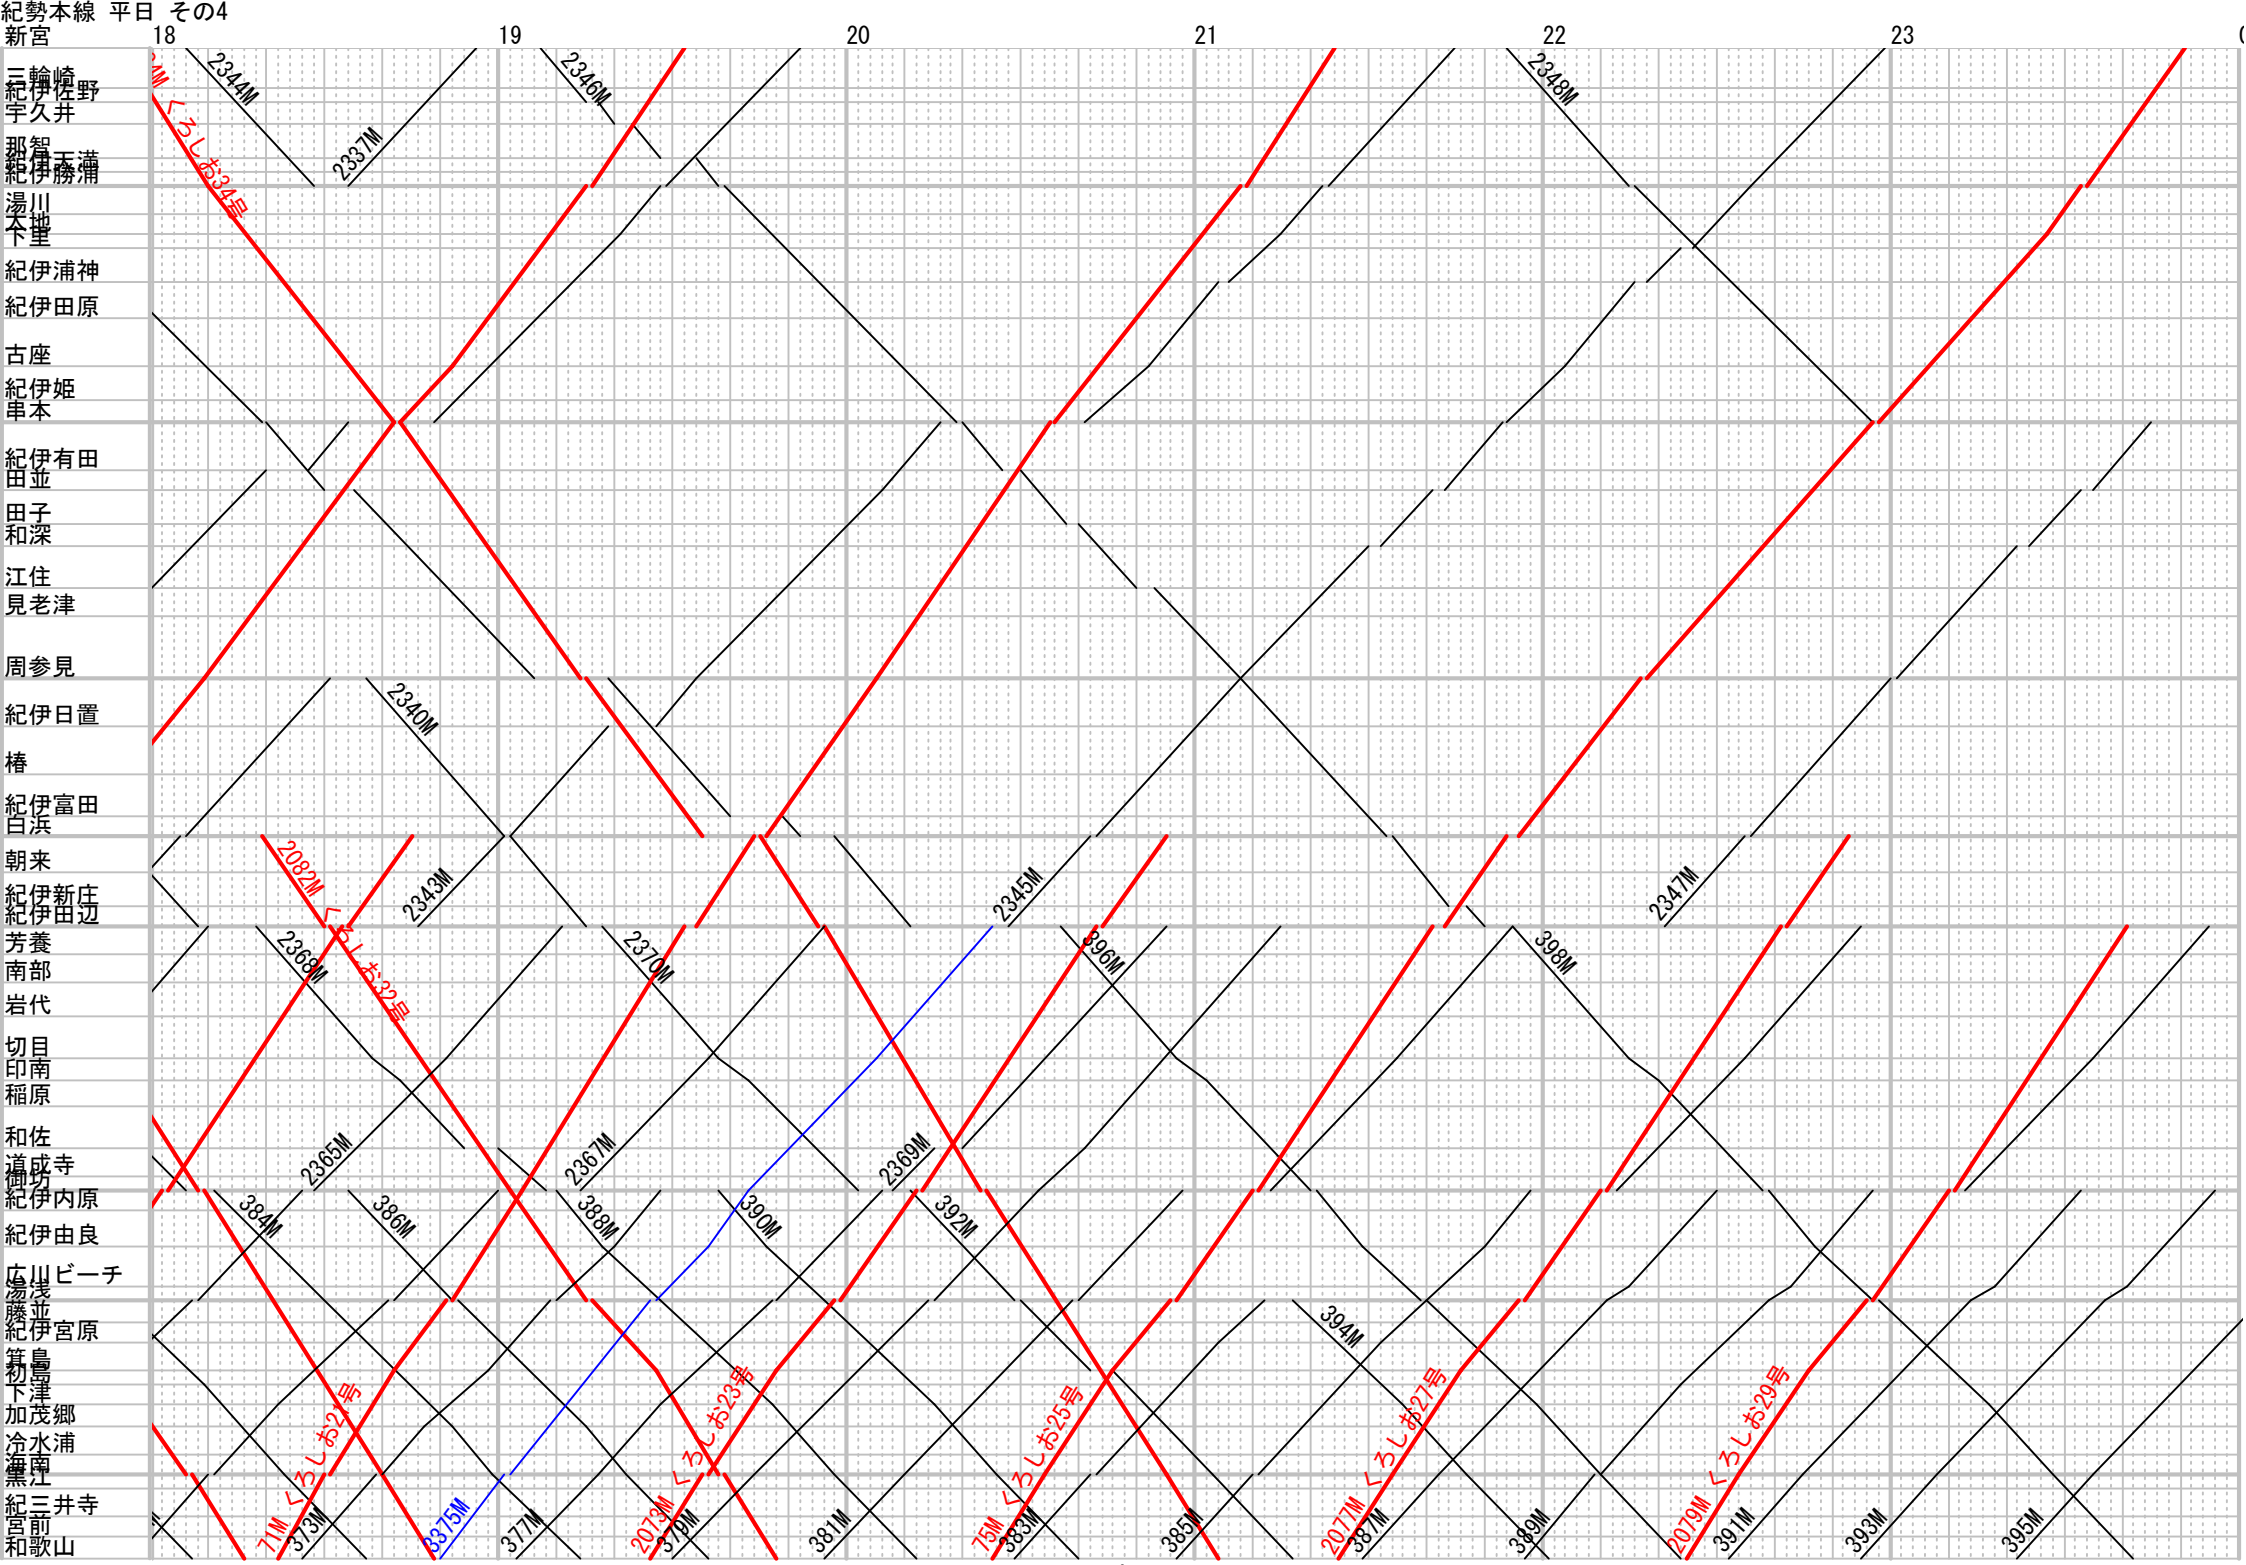 紀勢本線 平日 その4
新宮
18 19 20 21 22 23
三輪崎
紀伊佐野
宇久井
那智
紀伊天満
紀伊勝浦
湯川
太地
下里
紀伊浦神
紀伊田原
古座
紀伊姫
串本
紀伊有田
田並
田子
和深
江住
見老津
周参見
紀伊日置
椿
紀伊富田
白浜
朝来
紀伊新庄
紀伊田辺
芳養
南部
岩代
切目
印南
稲原
和佐
道成寺
御坊
紀伊内原
紀伊由良
広川ビーチ
湯浅
藤並
紀伊宮原
箕島
初島
下津
加茂郷
冷水浦
海南
黒江
紀三井寺
宮前
和歌山
4M くろしお34号
2344M
2337M
2346M
2348M
2340M
2082M くろしお32号
2343M
2345M
2347M
2368M
2370M
396M
398M
2365M
2367M
2369M
384M
386M
388M
390M
392M
394M
71M くろしお21号
373M
3375M
377M
2073M くろしお23号
379M
381M
75M くろしお25号
383M
385M
2077M くろしお27号
387M
389M
2079M くろしお29号
391M
393M
395M